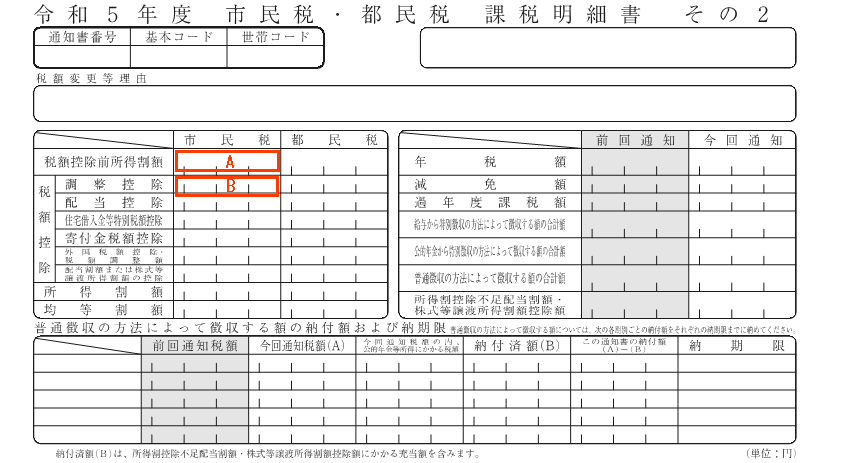 令和5年度 市民税・都民税 課税明細書 その2
通知書番号 基本コード 世帯コード
税額変更等理由
市民税 都民税
税額控除前所得割額 A
税額控除
調整控除 B
配当控除
住宅借入金等特別税額控除
寄付金税額控除
外国税額控除・
税額調整額
配当割額または株式等
譲渡所得割額の控除
所得割額
均等割額
前回通知 今回通知
年税額
減免額
過年度課税額
給与から特別徴収の方法によって徴収する額の合計額
公的年金から特別徴収の方法によって徴収する額の合計額
普通徴収の方法によって徴収する額の合計額
所得割控除不足配当割額・
株式等譲渡所得割額控除額
普通徴収の方法によって徴収する額の納付額および納期限 普通徴収の方法によって徴収する額については、次の各期別ごとの納付額をそれぞれの納期限までに納めてください。
前回通知税額 今回通知税額(A) 今回通知税額の内、
公的年金等所得にかかる税額 納付済額(B) この通知書の納付額
(A)-(B) 納期限
納付済額(B)は、所得割控除不足配当割額・株式等譲渡所得割額控除額にかかる充当額を含みます。 (単位:円)